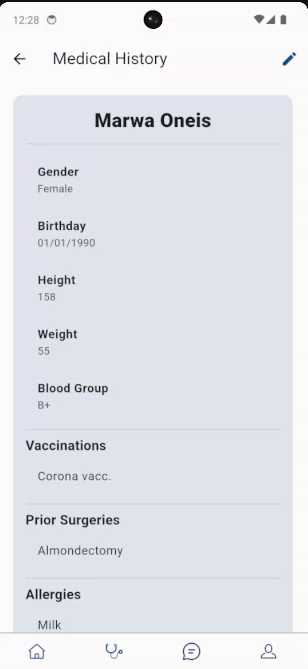 12:28
Medical History
Marwa Oneis
Gender
Female
Birthday
01/01/1990
Height
158
Weight
55
Blood Group
B+
Vaccinations
Corona vacc.
Prior Surgeries
Almondectomy
Allergies
Milk